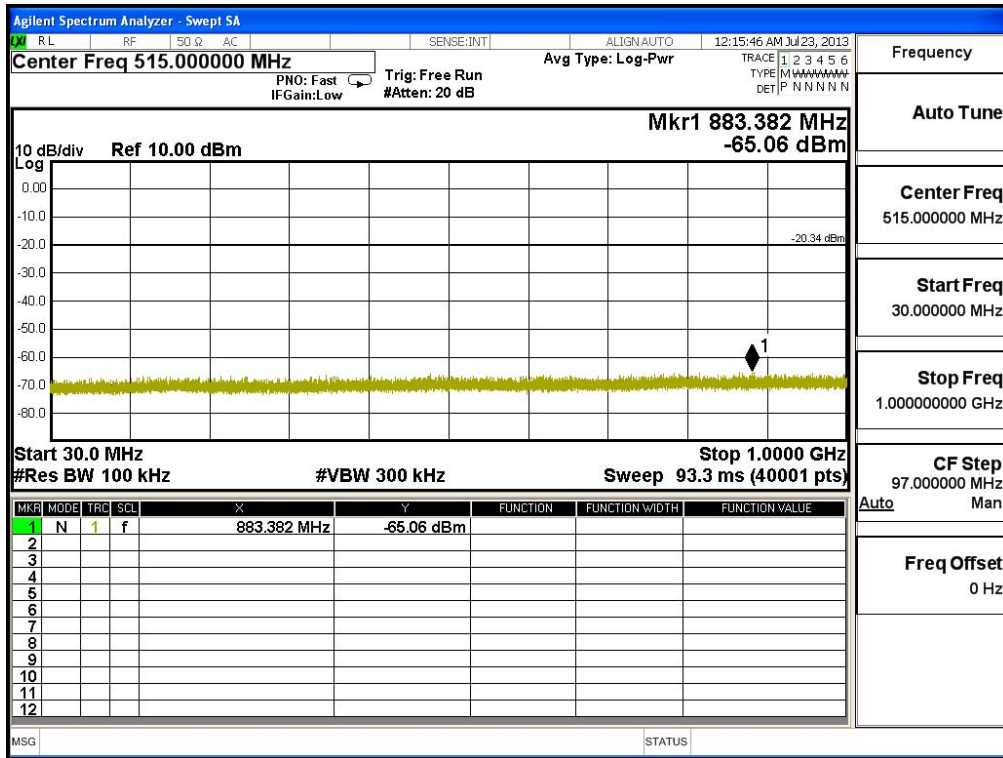 Agilent Spectrum Analyzer - Swept SA
LXI RL RF 50 Ω AC SENSE:INT ALIGNAUTO 12:15:46 AM Jul 23, 2013
Center Freq 515.000000 MHz
PNO: Fast
IFGain:Low
Trig: Free Run
#Atten: 20 dB
Avg Type: Log-Pwr
TRACE 1 2 3 4 5 6
TYPE MWWWWW
DET P N N N N N
Mkr1 883.382 MHz
-65.06 dBm
10 dB/div Ref 10.00 dBm
Log
0.00
-10.0
-20.0
-20.34 dBm
-30.0
-40.0
-50.0
-60.0
1
-70.0
-80.0
Start 30.0 MHz Stop 1.0000 GHz
#Res BW 100 kHz #VBW 300 kHz Sweep 93.3 ms (40001 pts)
MKR MODE TRC SCL X Y FUNCTION FUNCTION WIDTH FUNCTION VALUE
1 N 1 f 883.382 MHz -65.06 dBm
2
3
4
5
6
7
8
9
10
11
12
MSG STATUS
Frequency
Auto Tune
Center Freq
515.000000 MHz
Start Freq
30.000000 MHz
Stop Freq
1.000000000 GHz
CF Step
97.000000 MHz
Auto Man
Freq Offset
0 Hz